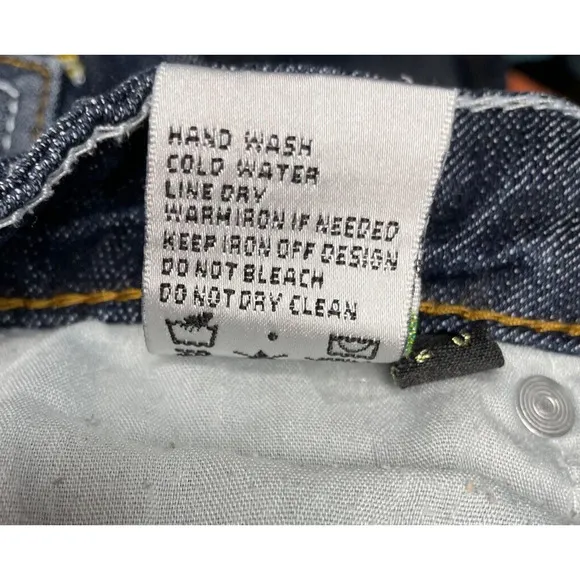 HAND WASH
COLD WATER
LINE DRY
WARM IRON IF NEEDED
KEEP IRON OFF DESIGN
DO NOT BLEACH
DO NOT DRY CLEAN